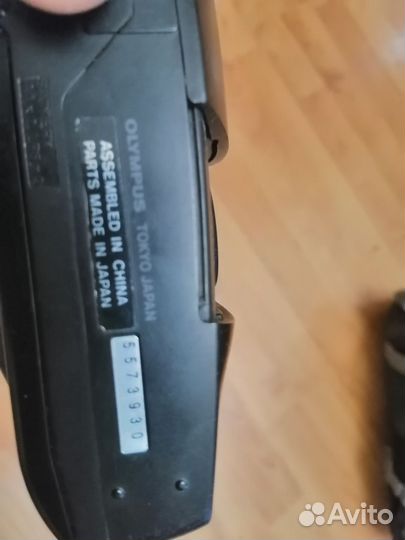 OLYMPUS TOKYO JAPAN
ASSEMBLED IN CHINA
PARTS MADE IN JAPAN
5573930
Avito